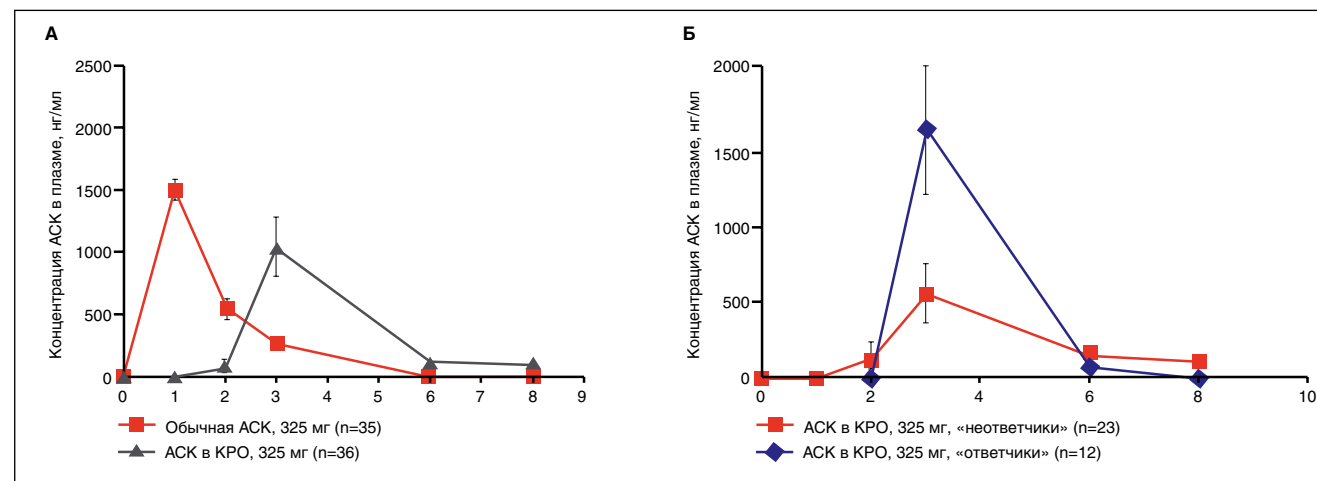 А
Концентрация АСК в плазме, нг/мл
2500
2000
1500
1000
500
0
0 1 2 3 4 5 6 7 8 9
Обычная АСК, 325 мг (n=35)
АСК в КРО, 325 мг (n=36)
Б
Концентрация АСК в плазме, нг/мл
2000
1500
1000
500
0
0 2 4 6 8 10
АСК в КРО, 325 мг, «неответчики» (n=23)
АСК в КРО, 325 мг, «ответчики» (n=12)